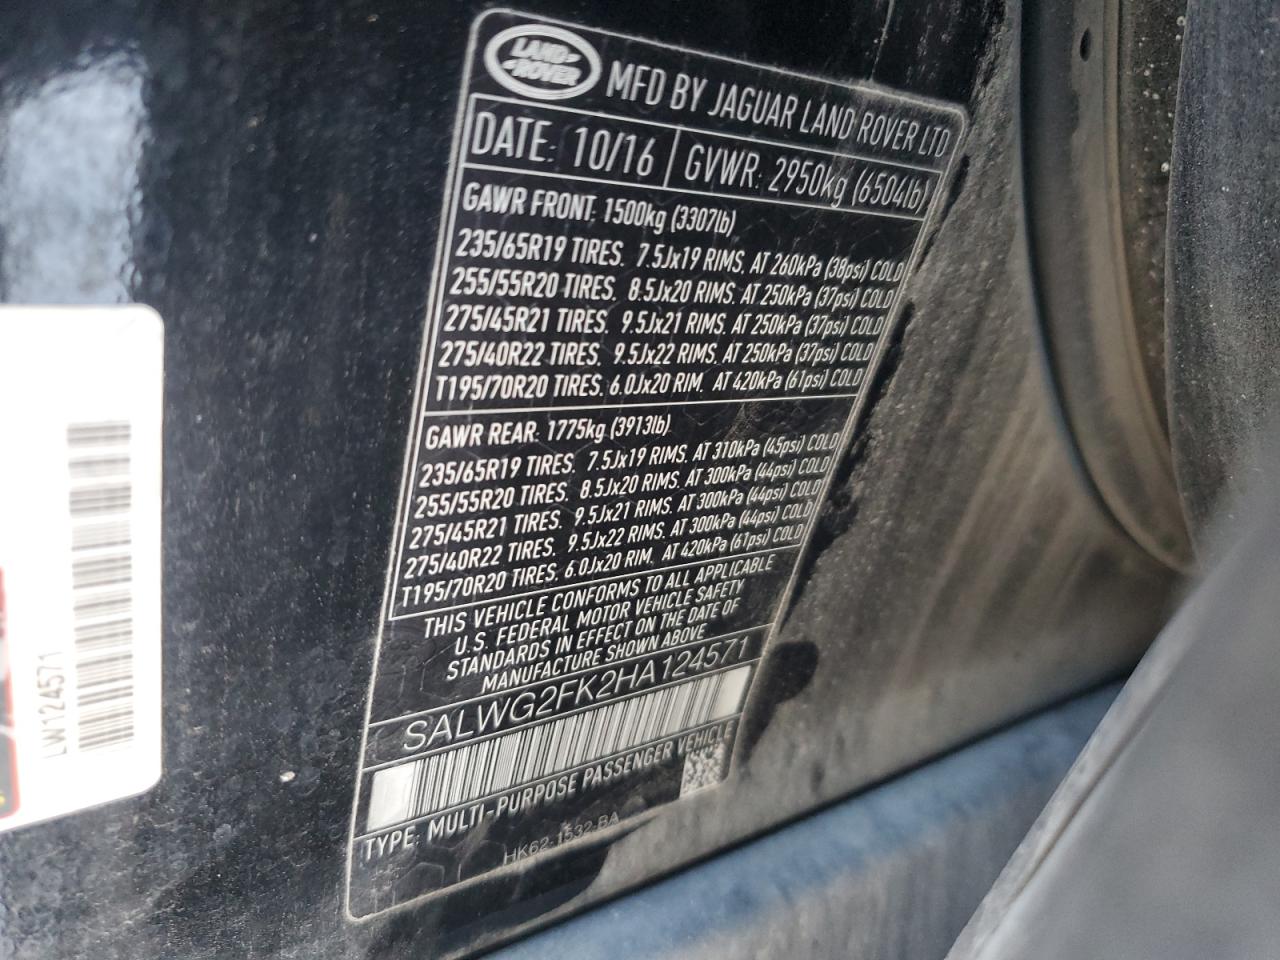 LAND ROVER
MFD BY JAGUAR LAND ROVER LTD
DATE: 10/16 GVWR: 2950kg (6504lb)
GAWR FRONT: 1500kg (3307lb)
235/65R19 TIRES. 7.5Jx19 RIMS. AT 260kPa (38psi) COLD
255/55R20 TIRES. 8.5Jx20 RIMS. AT 250kPa (37psi) COLD
275/45R21 TIRES. 9.5Jx21 RIMS. AT 250kPa (37psi) COLD
275/40R22 TIRES. 9.5Jx22 RIMS. AT 250kPa (37psi) COLD
T195/70R20 TIRES. 6.0Jx20 RIM. AT 420kPa (61psi) COLD
GAWR REAR: 1775kg (3913lb)
235/65R19 TIRES. 7.5Jx19 RIMS. AT 310kPa (45psi) COLD
255/55R20 TIRES. 8.5Jx20 RIMS. AT 300kPa (44psi) COLD
275/45R21 TIRES. 9.5Jx21 RIMS. AT 300kPa (44psi) COLD
275/40R22 TIRES. 9.5Jx22 RIMS. AT 300kPa (44psi) COLD
T195/70R20 TIRES. 6.0Jx20 RIM. AT 420kPa (61psi) COLD
THIS VEHICLE CONFORMS TO ALL APPLICABLE
U.S. FEDERAL MOTOR VEHICLE SAFETY
STANDARDS IN EFFECT ON THE DATE OF
MANUFACTURE SHOWN ABOVE
SALWG2FK2HA124571
TYPE: MULTI-PURPOSE PASSENGER VEHICLE
HK62-1532-BA
LW124571